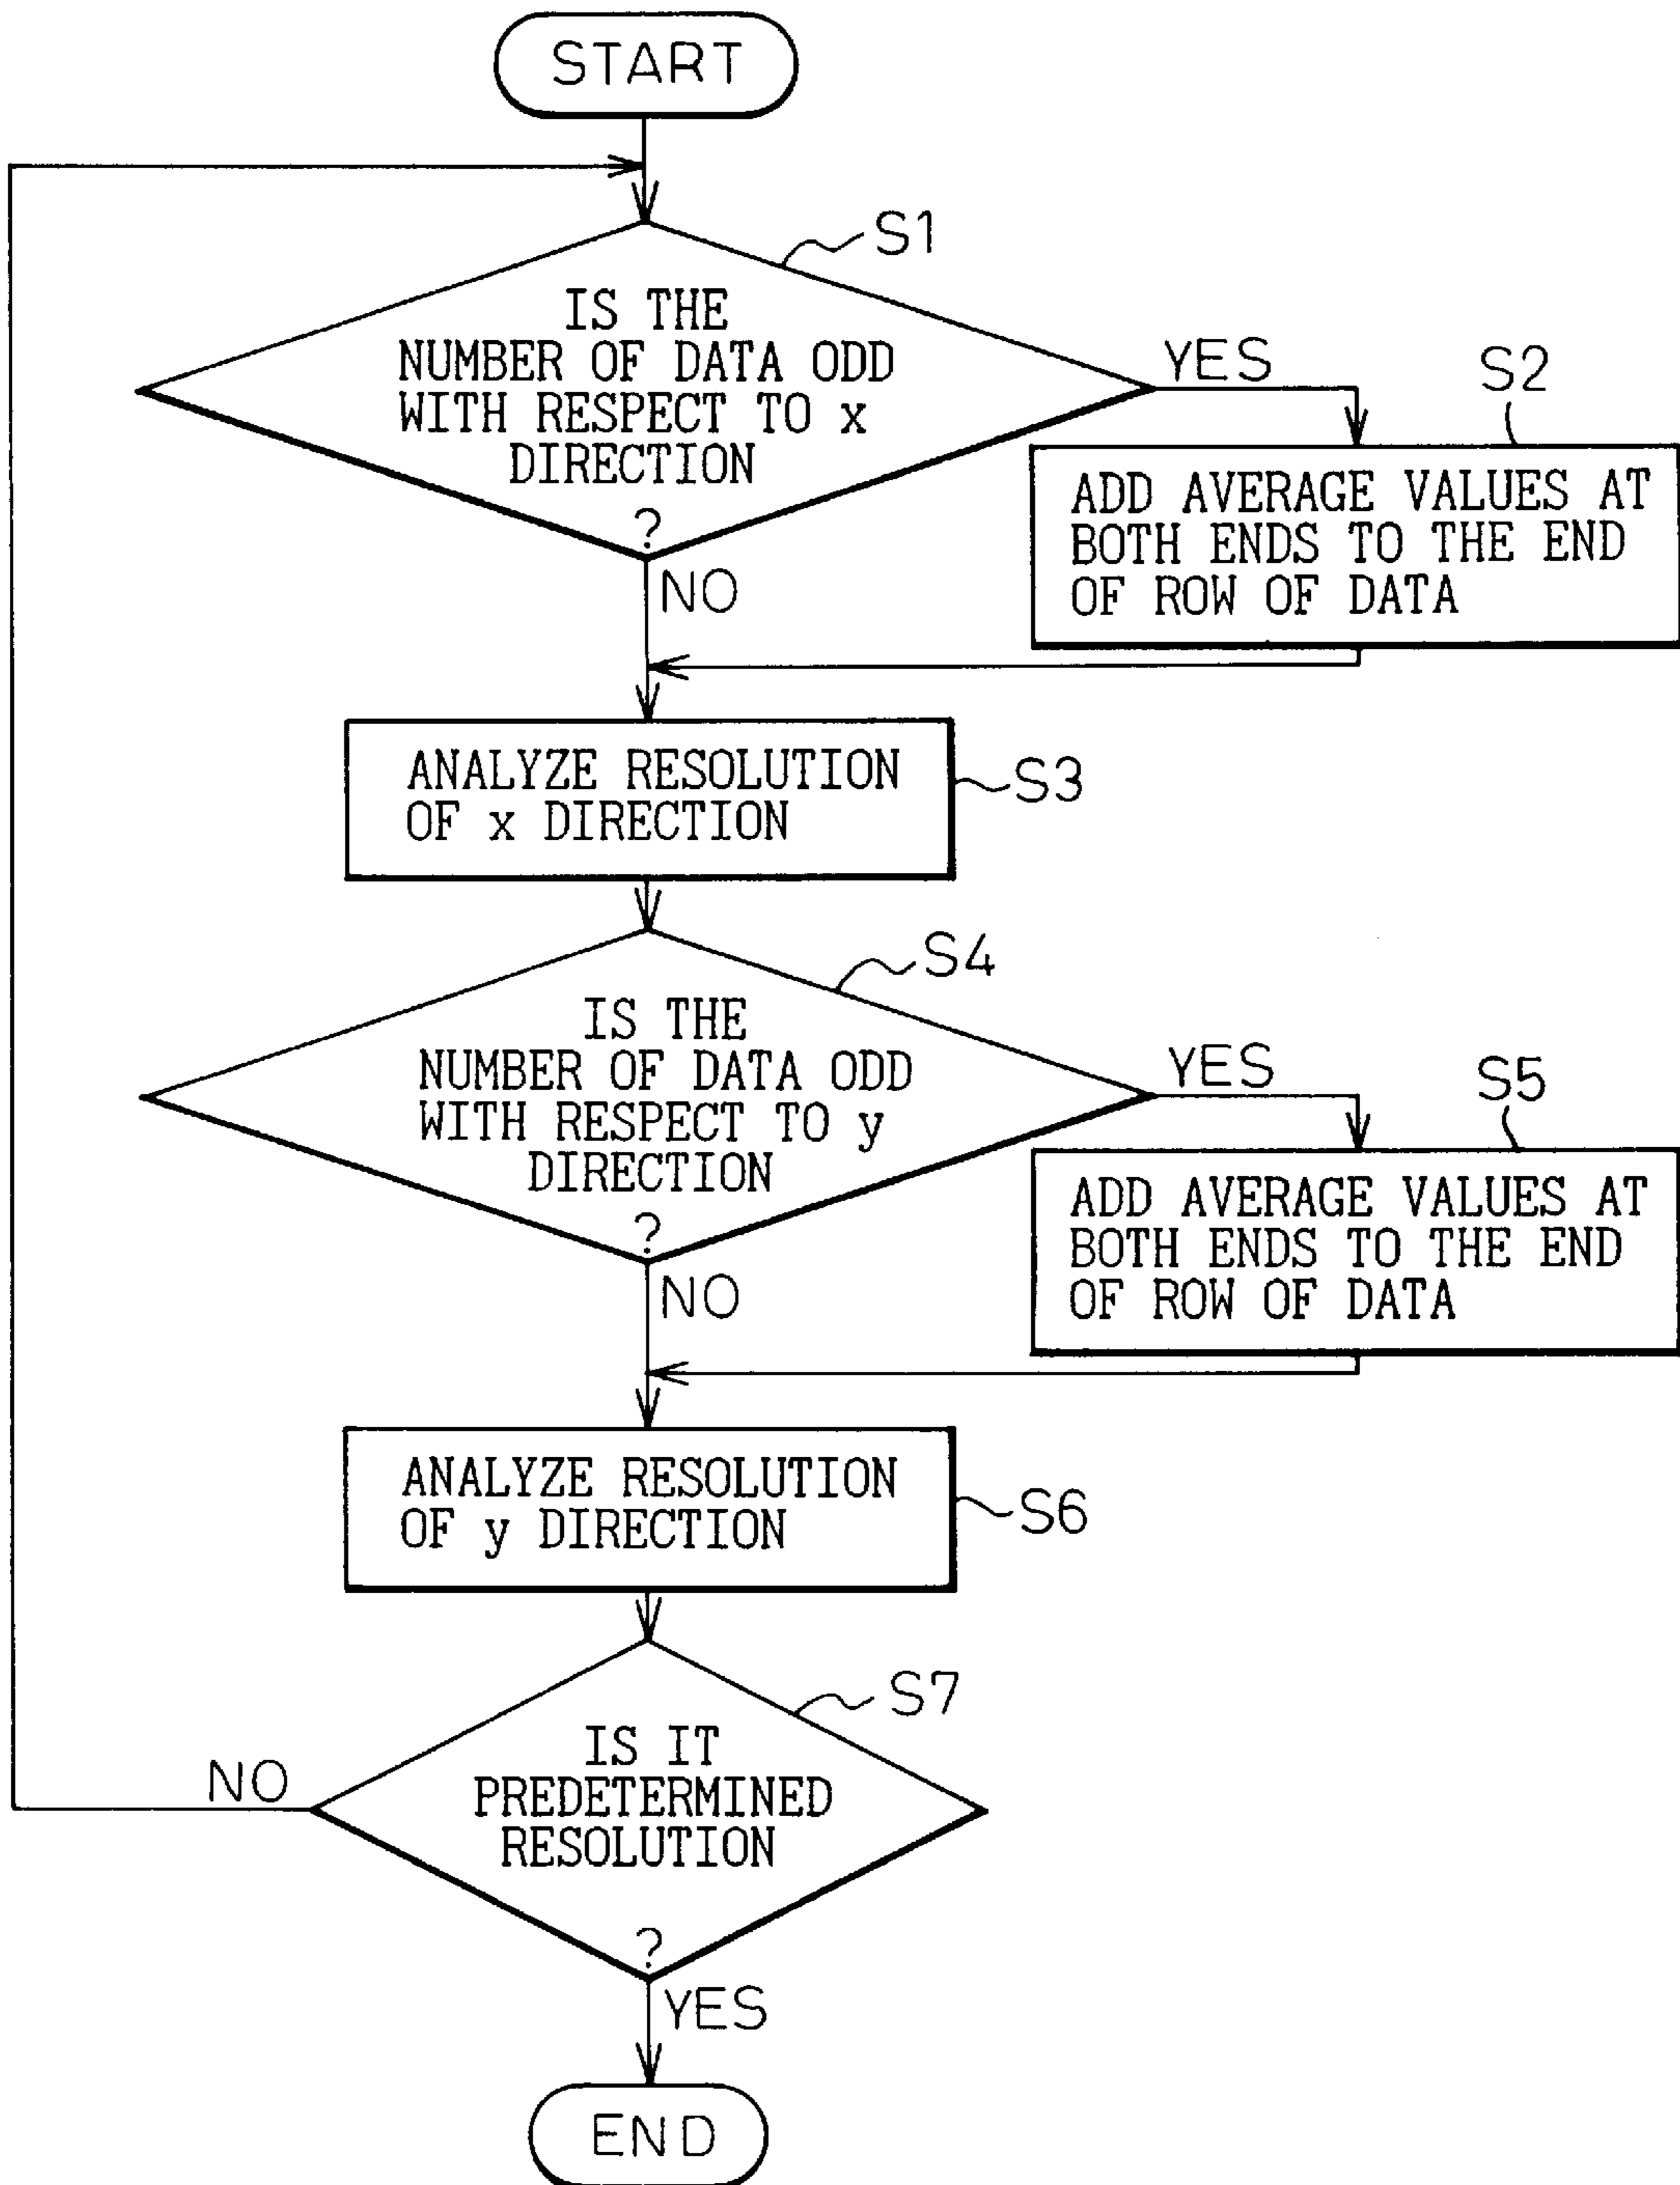 START
S1
IS THE
NUMBER OF DATA ODD
WITH RESPECT TO x
DIRECTION
?
YES
NO
S2
ADD AVERAGE VALUES AT
BOTH ENDS TO THE END
OF ROW OF DATA
ANALYZE RESOLUTION
OF x DIRECTION
S3
S4
IS THE
NUMBER OF DATA ODD
WITH RESPECT TO y
DIRECTION
?
YES
NO
S5
ADD AVERAGE VALUES AT
BOTH ENDS TO THE END
OF ROW OF DATA
ANALYZE RESOLUTION
OF y DIRECTION
S6
S7
IS IT
PREDETERMINED
RESOLUTION
?
NO
YES
END